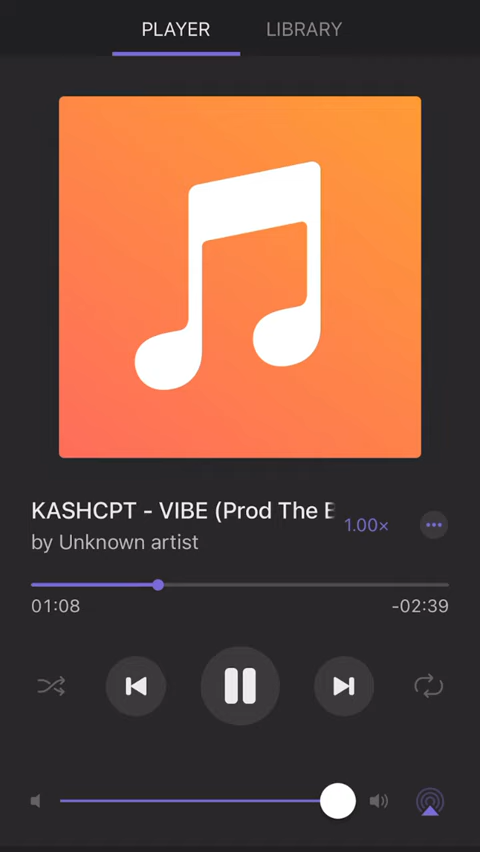 PLAYER LIBRARY
KASHCPT - VIBE (Prod The
1.00×
by Unknown artist
01:08 -02:39